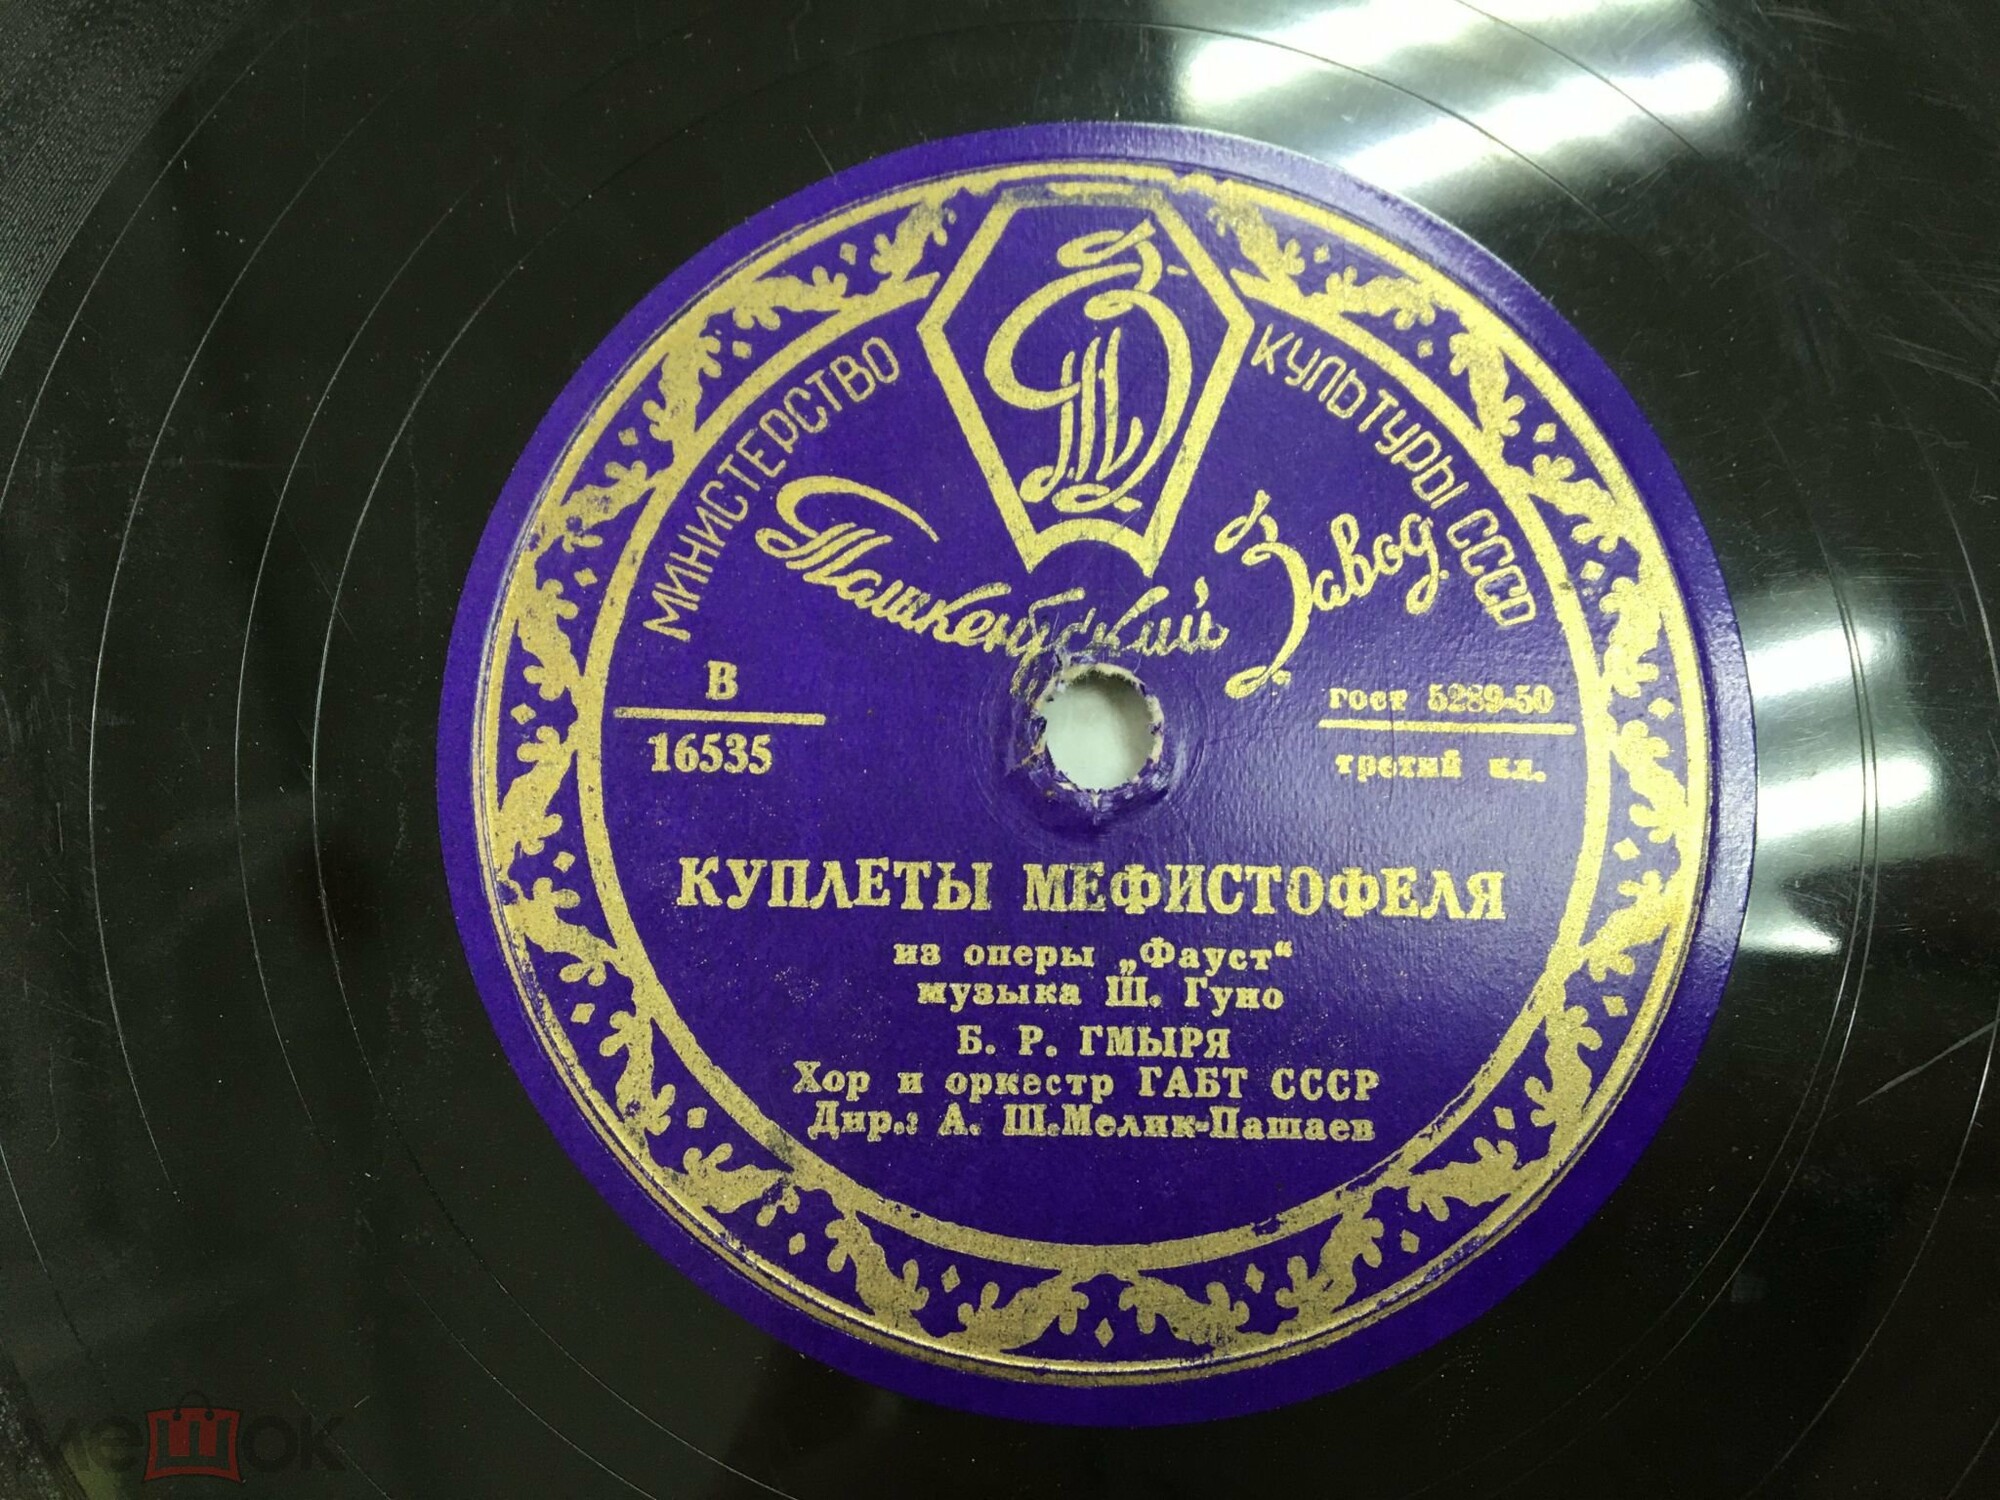 МИНИСТЕРСТВО КУЛЬТУРЫ СССР
Ташкентский Завод
В
16535
гост 5289-50
третий кл.
КУПЛЕТЫ МЕФИСТОФЕЛЯ
из оперы „Фауст“
музыка Ш. Гуно
Б. Р. ГМЫРЯ
Хор и оркестр ГАБТ СССР
Дир.: А. Ш.Мелик-Пашаев
мешок